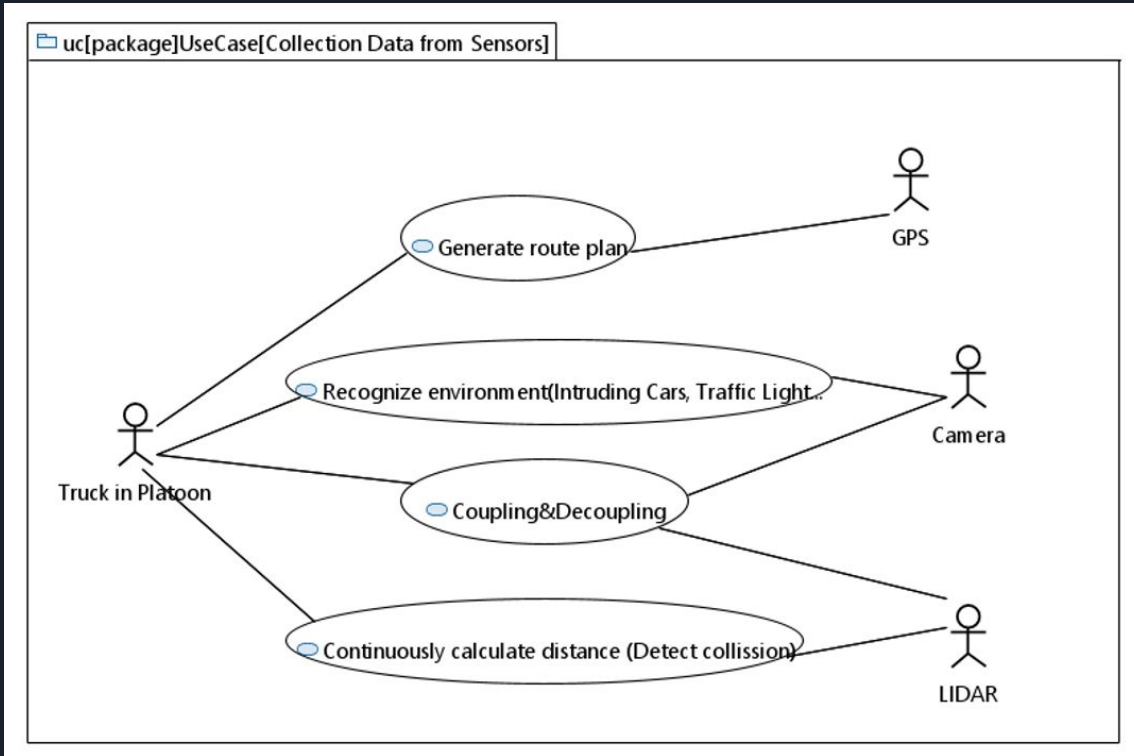 uc[package]UseCase[Collection Data from Sensors]
GPS
Generate route plan
Recognize environment(Intruding Cars, Traffic Light...
Camera
Truck in Platoon
Coupling&Decoupling
Continuously calculate distance (Detect collission)
LIDAR